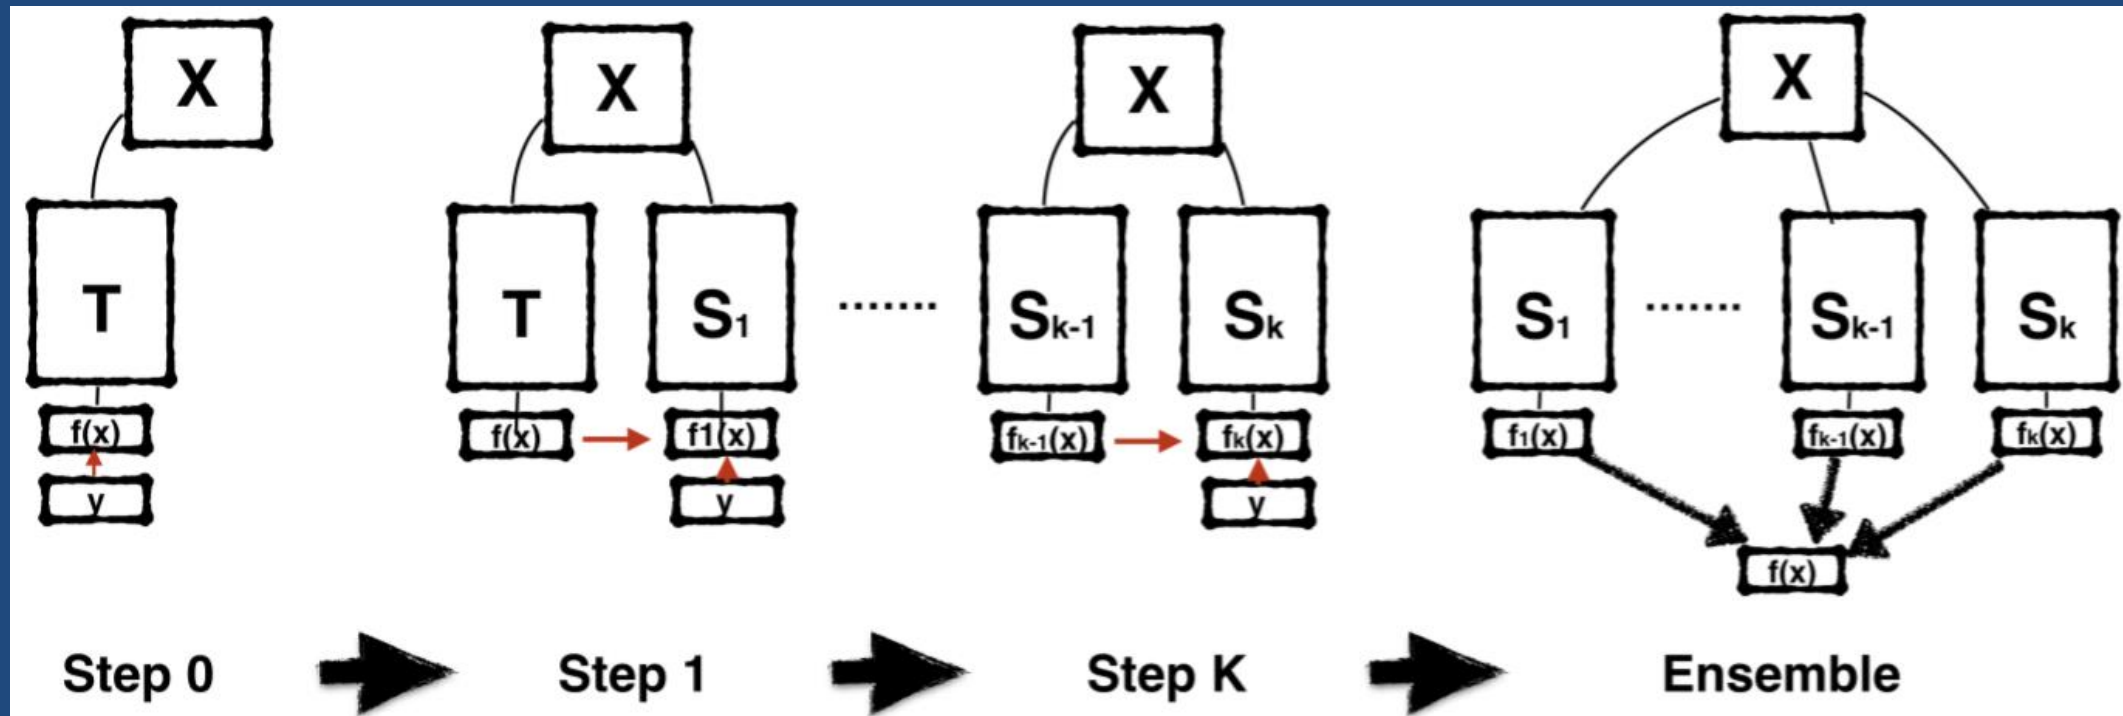 X
T
f(x)
y
Step 0
X
T
S1
f(x)
f1(x)
y
Step 1
.......
X
Sk-1
Sk
fk-1(x)
fk(x)
y
Step K
X
S1
.......
Sk-1
Sk
f1(x)
fk-1(x)
fk(x)
f(x)
Ensemble